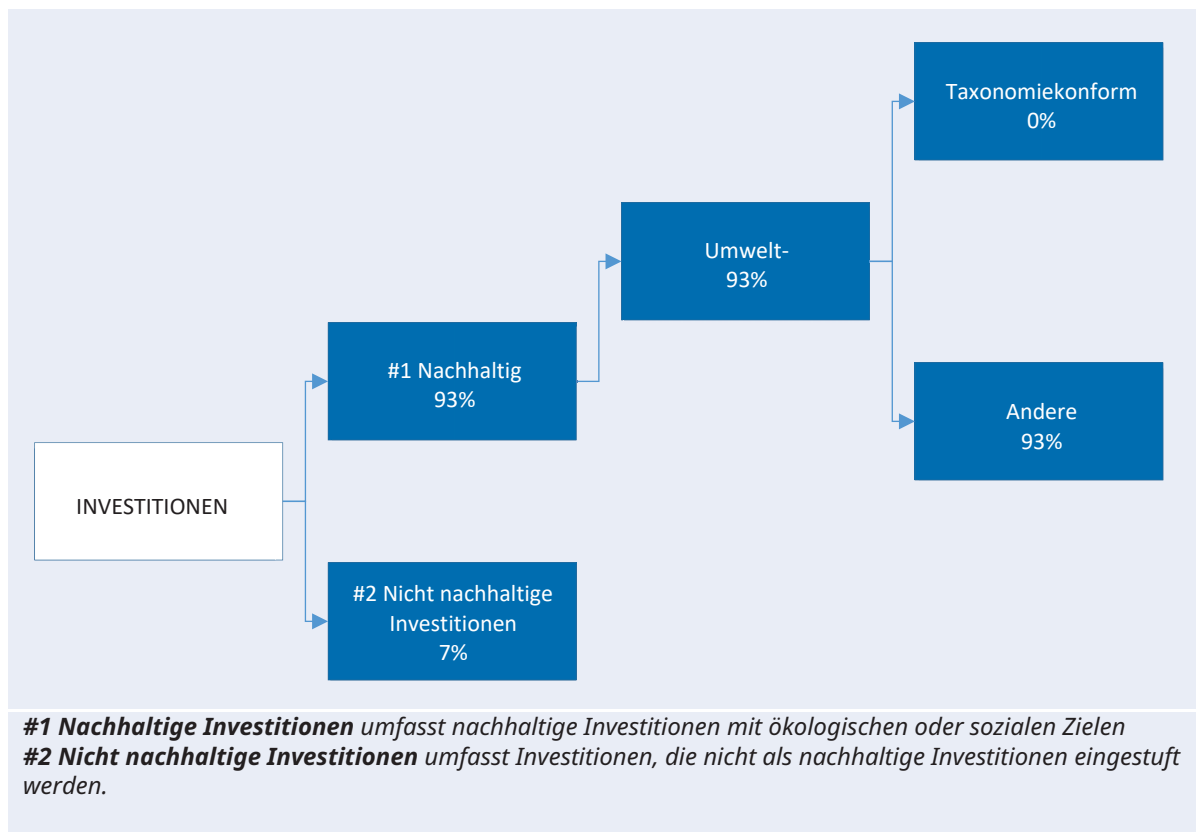 Taxonomiekonform
0%
Umwelt-
93%
#1 Nachhaltig
93%
Andere
93%
INVESTITIONEN
#2 Nicht nachhaltige
Investitionen
7%
#1 Nachhaltige Investitionen umfasst nachhaltige Investitionen mit ökologischen oder sozialen Zielen
#2 Nicht nachhaltige Investitionen umfasst Investitionen, die nicht als nachhaltige Investitionen eingestuft
werden.